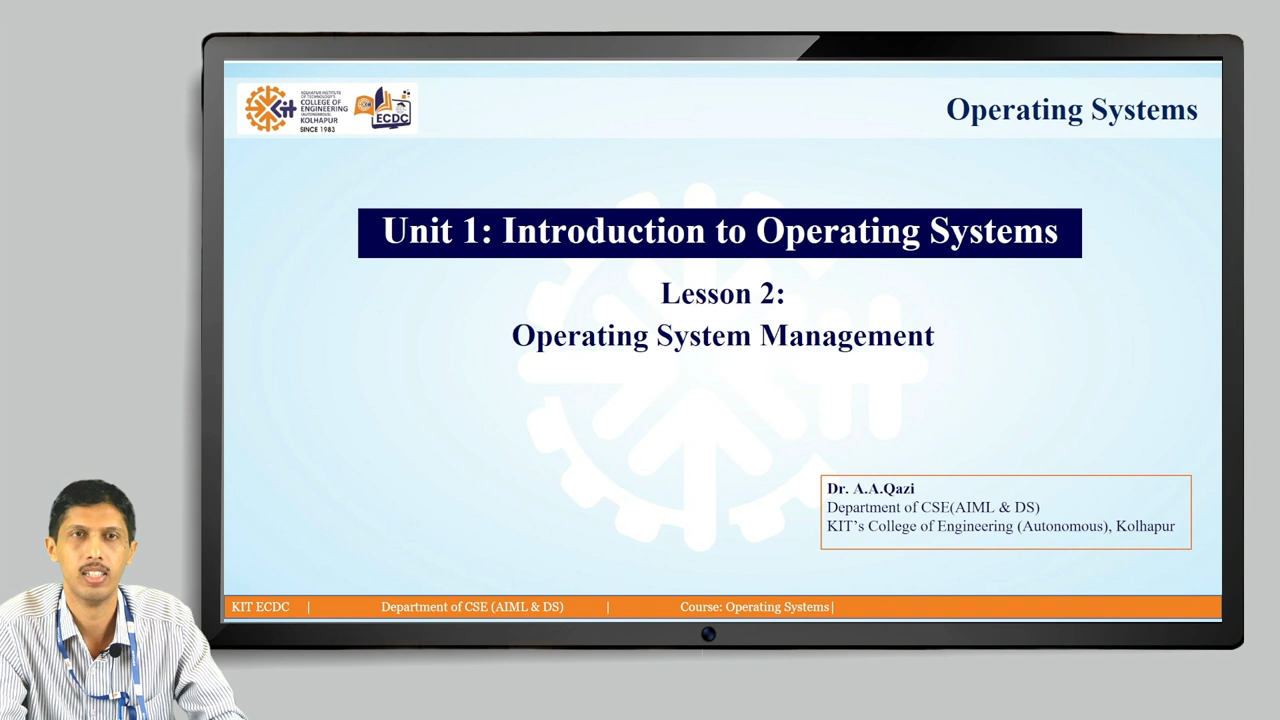 KOLHAPUR INSTITUTE
OF TECHNOLOGY'S
COLLEGE OF
ENGINEERING
(AUTONOMOUS),
KOLHAPUR
SINCE 1983
KIT
ECDC
Operating Systems
Unit 1: Introduction to Operating Systems
Lesson 2:
Operating System Management
Dr. A.A.Qazi
Department of CSE(AIML & DS)
KIT’s College of Engineering (Autonomous), Kolhapur
KIT ECDC | Department of CSE (AIML & DS) | Course: Operating Systems|